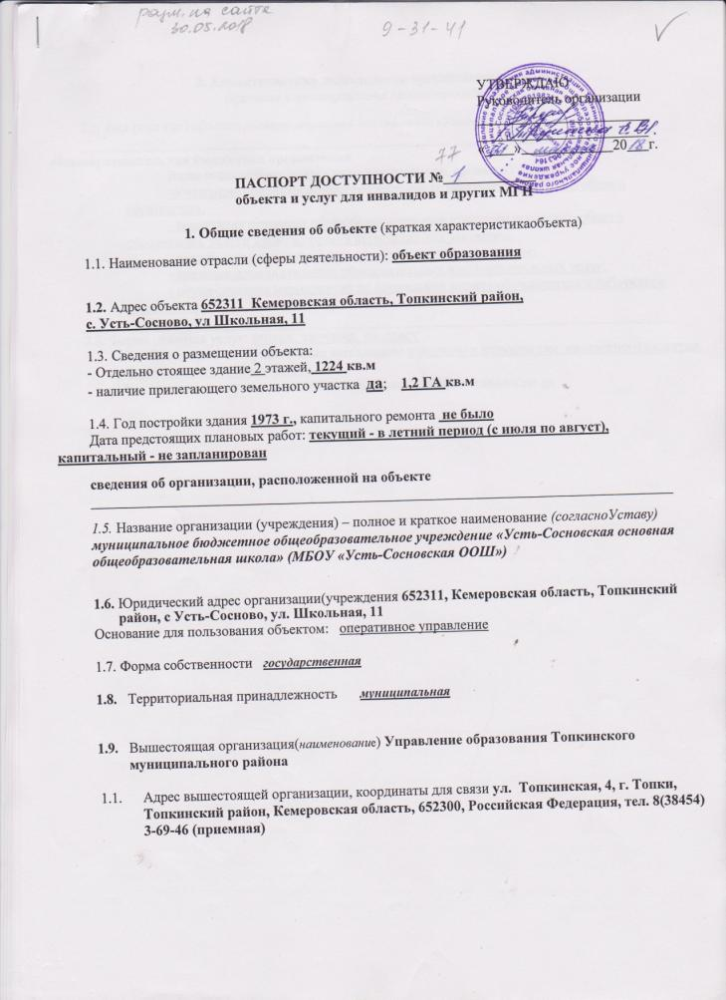 разм. на сайте
30.05.2018
9-31-41
УТВЕРЖДАЮ
Руководитель организации
20 18 г.
77
ПАСПОРТ ДОСТУПНОСТИ № 1
объекта и услуг для инвалидов и других МГН
1. Общие сведения об объекте (краткая характеристикаобъекта)
1.1. Наименование отрасли (сферы деятельности): объект образования
1.2. Адрес объекта 652311 Кемеровская область, Топкинский район,
с. Усть-Сосново, ул Школьная, 11
1.3. Сведения о размещении объекта:
- Отдельно стоящее здание 2 этажей, 1224 кв.м
- наличие прилегающего земельного участка да; 1,2 ГА кв.м
1.4. Год постройки здания 1973 г., капитального ремонта не было
Дата предстоящих плановых работ: текущий - в летний период (с июля по август),
капитальный - не запланирован
сведения об организации, расположенной на объекте
1.5. Название организации (учреждения) – полное и краткое наименование (согласноУставу)
муниципальное бюджетное общеобразовательное учреждение «Усть-Сосновская основная
общеобразовательная школа» (МБОУ «Усть-Сосновская ООШ»)
1.6. Юридический адрес организации(учреждения 652311, Кемеровская область, Топкинский
район, с Усть-Сосново, ул. Школьная, 11
Основание для пользования объектом: оперативное управление
1.7. Форма собственности государственная
1.8. Территориальная принадлежность муниципальная
1.9. Вышестоящая организация(наименование) Управление образования Топкинского
муниципального района
1.1. Адрес вышестоящей организации, координаты для связи ул. Топкинская, 4, г. Топки,
Топкинский район, Кемеровская область, 652300, Российская Федерация, тел. 8(38454)
3-69-46 (приемная)